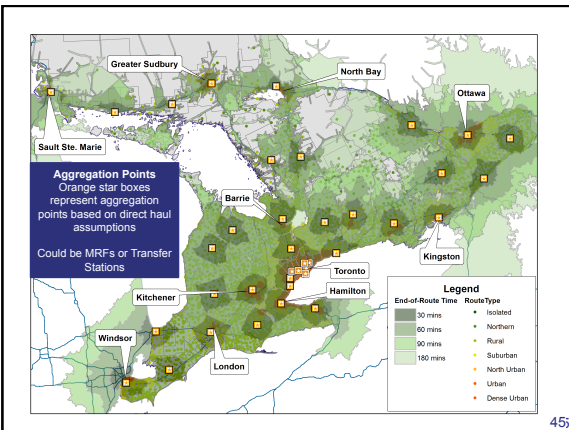 Greater Sudbury
North Bay
Ottawa
Sault Ste. Marie
Aggregation Points
Orange star boxes
represent aggregation
points based on direct haul
assumptions
Could be MRFs or Transfer
Stations
Barrie
Kingston
Toronto
Kitchener
Hamilton
Windsor
London
Legend
End-of-Route Time RouteType
30 mins
60 mins
90 mins
180 mins
Isolated
Northern
Rural
Suburban
North Urban
Urban
Dense Urban
45